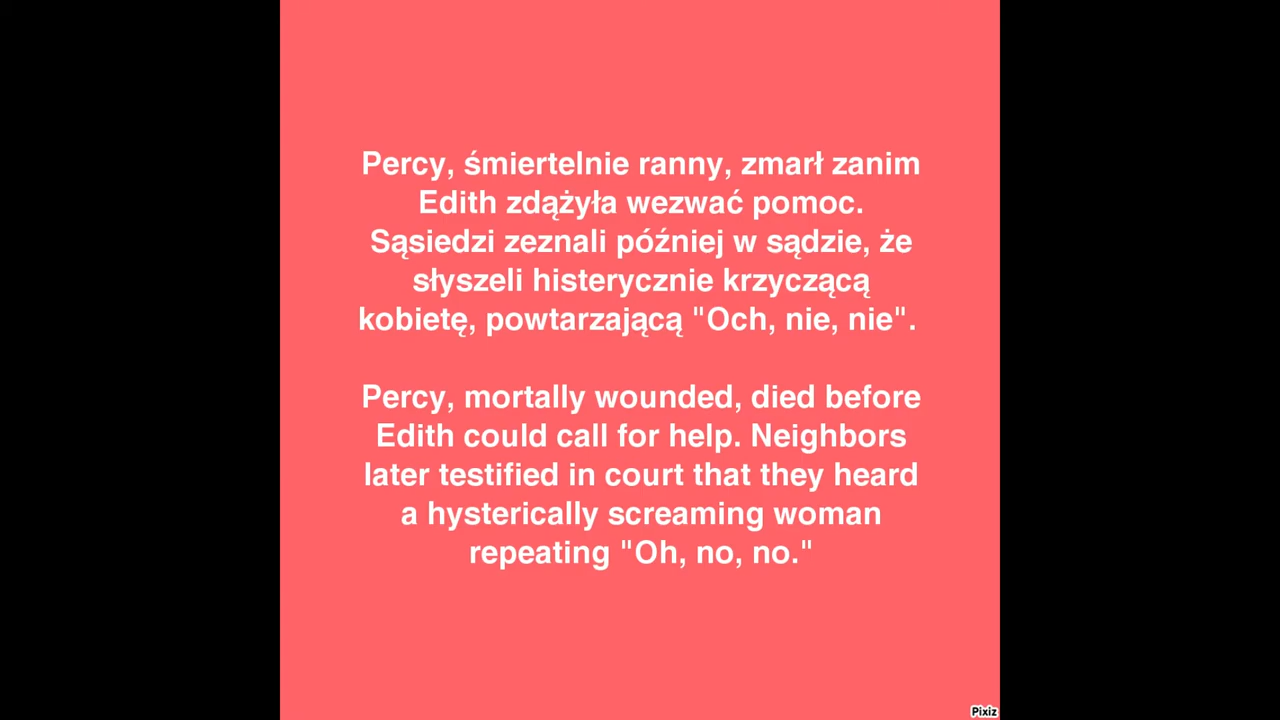 Percy, śmiertelnie ranny, zmarł zanim
Edith zdążyła wezwać pomoc.
Sąsiedzi zeznali później w sądzie, że
słyszeli histerycznie krzyczącą
kobietę, powtarzającą "Och, nie, nie".
Percy, mortally wounded, died before
Edith could call for help. Neighbors
later testified in court that they heard
a hysterically screaming woman
repeating "Oh, no, no."
Pixiz